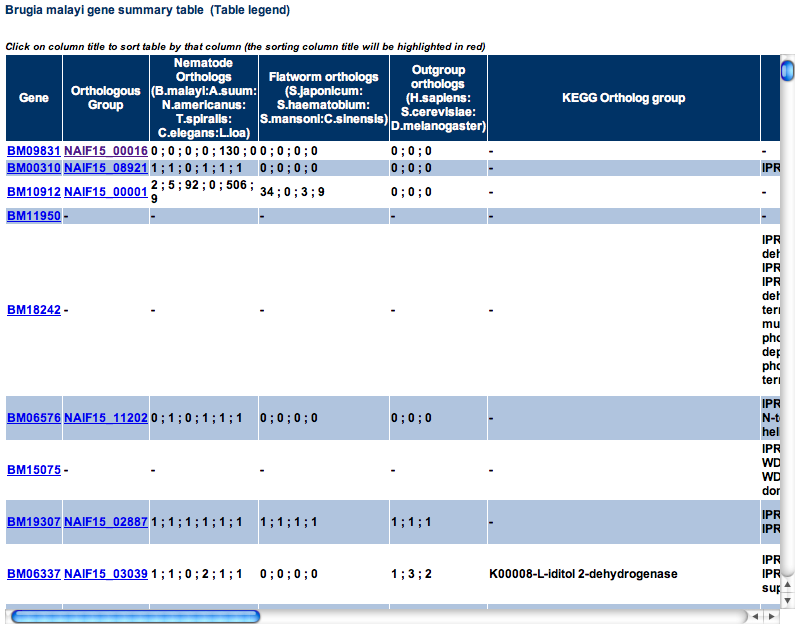 Brugia malayi gene summary table (Table legend)
Click on column title to sort table by that column (the sorting column title will be highlighted in red)
Gene
Orthologous
Group
Nematode
Orthologs
(B.malayi:A.suum:
N.americanus:
T.spiralis:
C.elegans:L.loa)
Flatworm orthologs
(S.japonicum:
S.haematobium:
S.mansoni:C.sinensis)
Outgroup
orthologs
(H.sapiens:
S.cerevisiae:
D.melanogaster)
KEGG Ortholog group
BM09831 NAIF15_00016 0 ; 0 ; 0 ; 0 ; 130 ; 0 0 ; 0 ; 0 ; 0 0 ; 0 ; 0 - -
BM00310 NAIF15_08921 1 ; 1 ; 0 ; 1 ; 1 ; 1 0 ; 0 ; 0 ; 0 0 ; 0 ; 0 - IPR
BM10912 NAIF15_00001 2 ; 5 ; 92 ; 0 ; 506 ;
9 34 ; 0 ; 3 ; 9 0 ; 0 ; 0 - -
BM11950 - - - - - -
BM18242 - - - - -
IPR
deh
IPR
IPR
deh
ter
mu
pho
dep
pho
ter
BM06576 NAIF15_11202 0 ; 1 ; 0 ; 1 ; 1 ; 1 0 ; 0 ; 0 ; 0 0 ; 0 ; 0 -
IPR
N-t
hel
BM15075 - - - - -
IPR
WD
WD
dor
BM19307 NAIF15_02887 1 ; 1 ; 1 ; 1 ; 1 ; 1 1 ; 1 ; 1 ; 1 1 ; 1 ; 1 -
IPR
IPR
BM06337 NAIF15_03039 1 ; 1 ; 0 ; 2 ; 1 ; 1 0 ; 0 ; 0 ; 0 1 ; 3 ; 2 K00008-L-iditol 2-dehydrogenase
IPR
IPR
sup